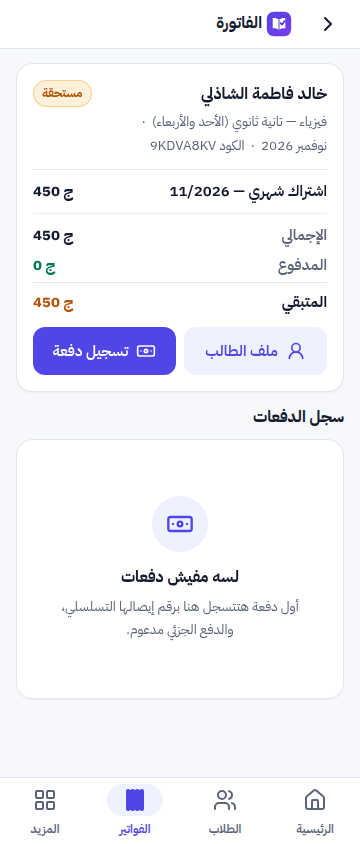 الفاتورة
خالد فاطمة الشاذلي
مستحقة
فيزياء — تانية ثانوي (الأحد والأربعاء) ·
نوفمبر 2026 · الكود 9KDVA8KV
اشتراك شهري — 11/2026
450 ج
الإجمالي
450 ج
المدفوع
0 ج
المتبقي
450 ج
ملف الطالب
تسجيل دفعة
سجل الدفعات
لسه مفيش دفعات
أول دفعة هتتسجل هنا برقم إيصالها التسلسلي،
والدفع الجزئي مدعوم.
الرئيسية
الطلاب
الفواتير
المزيد